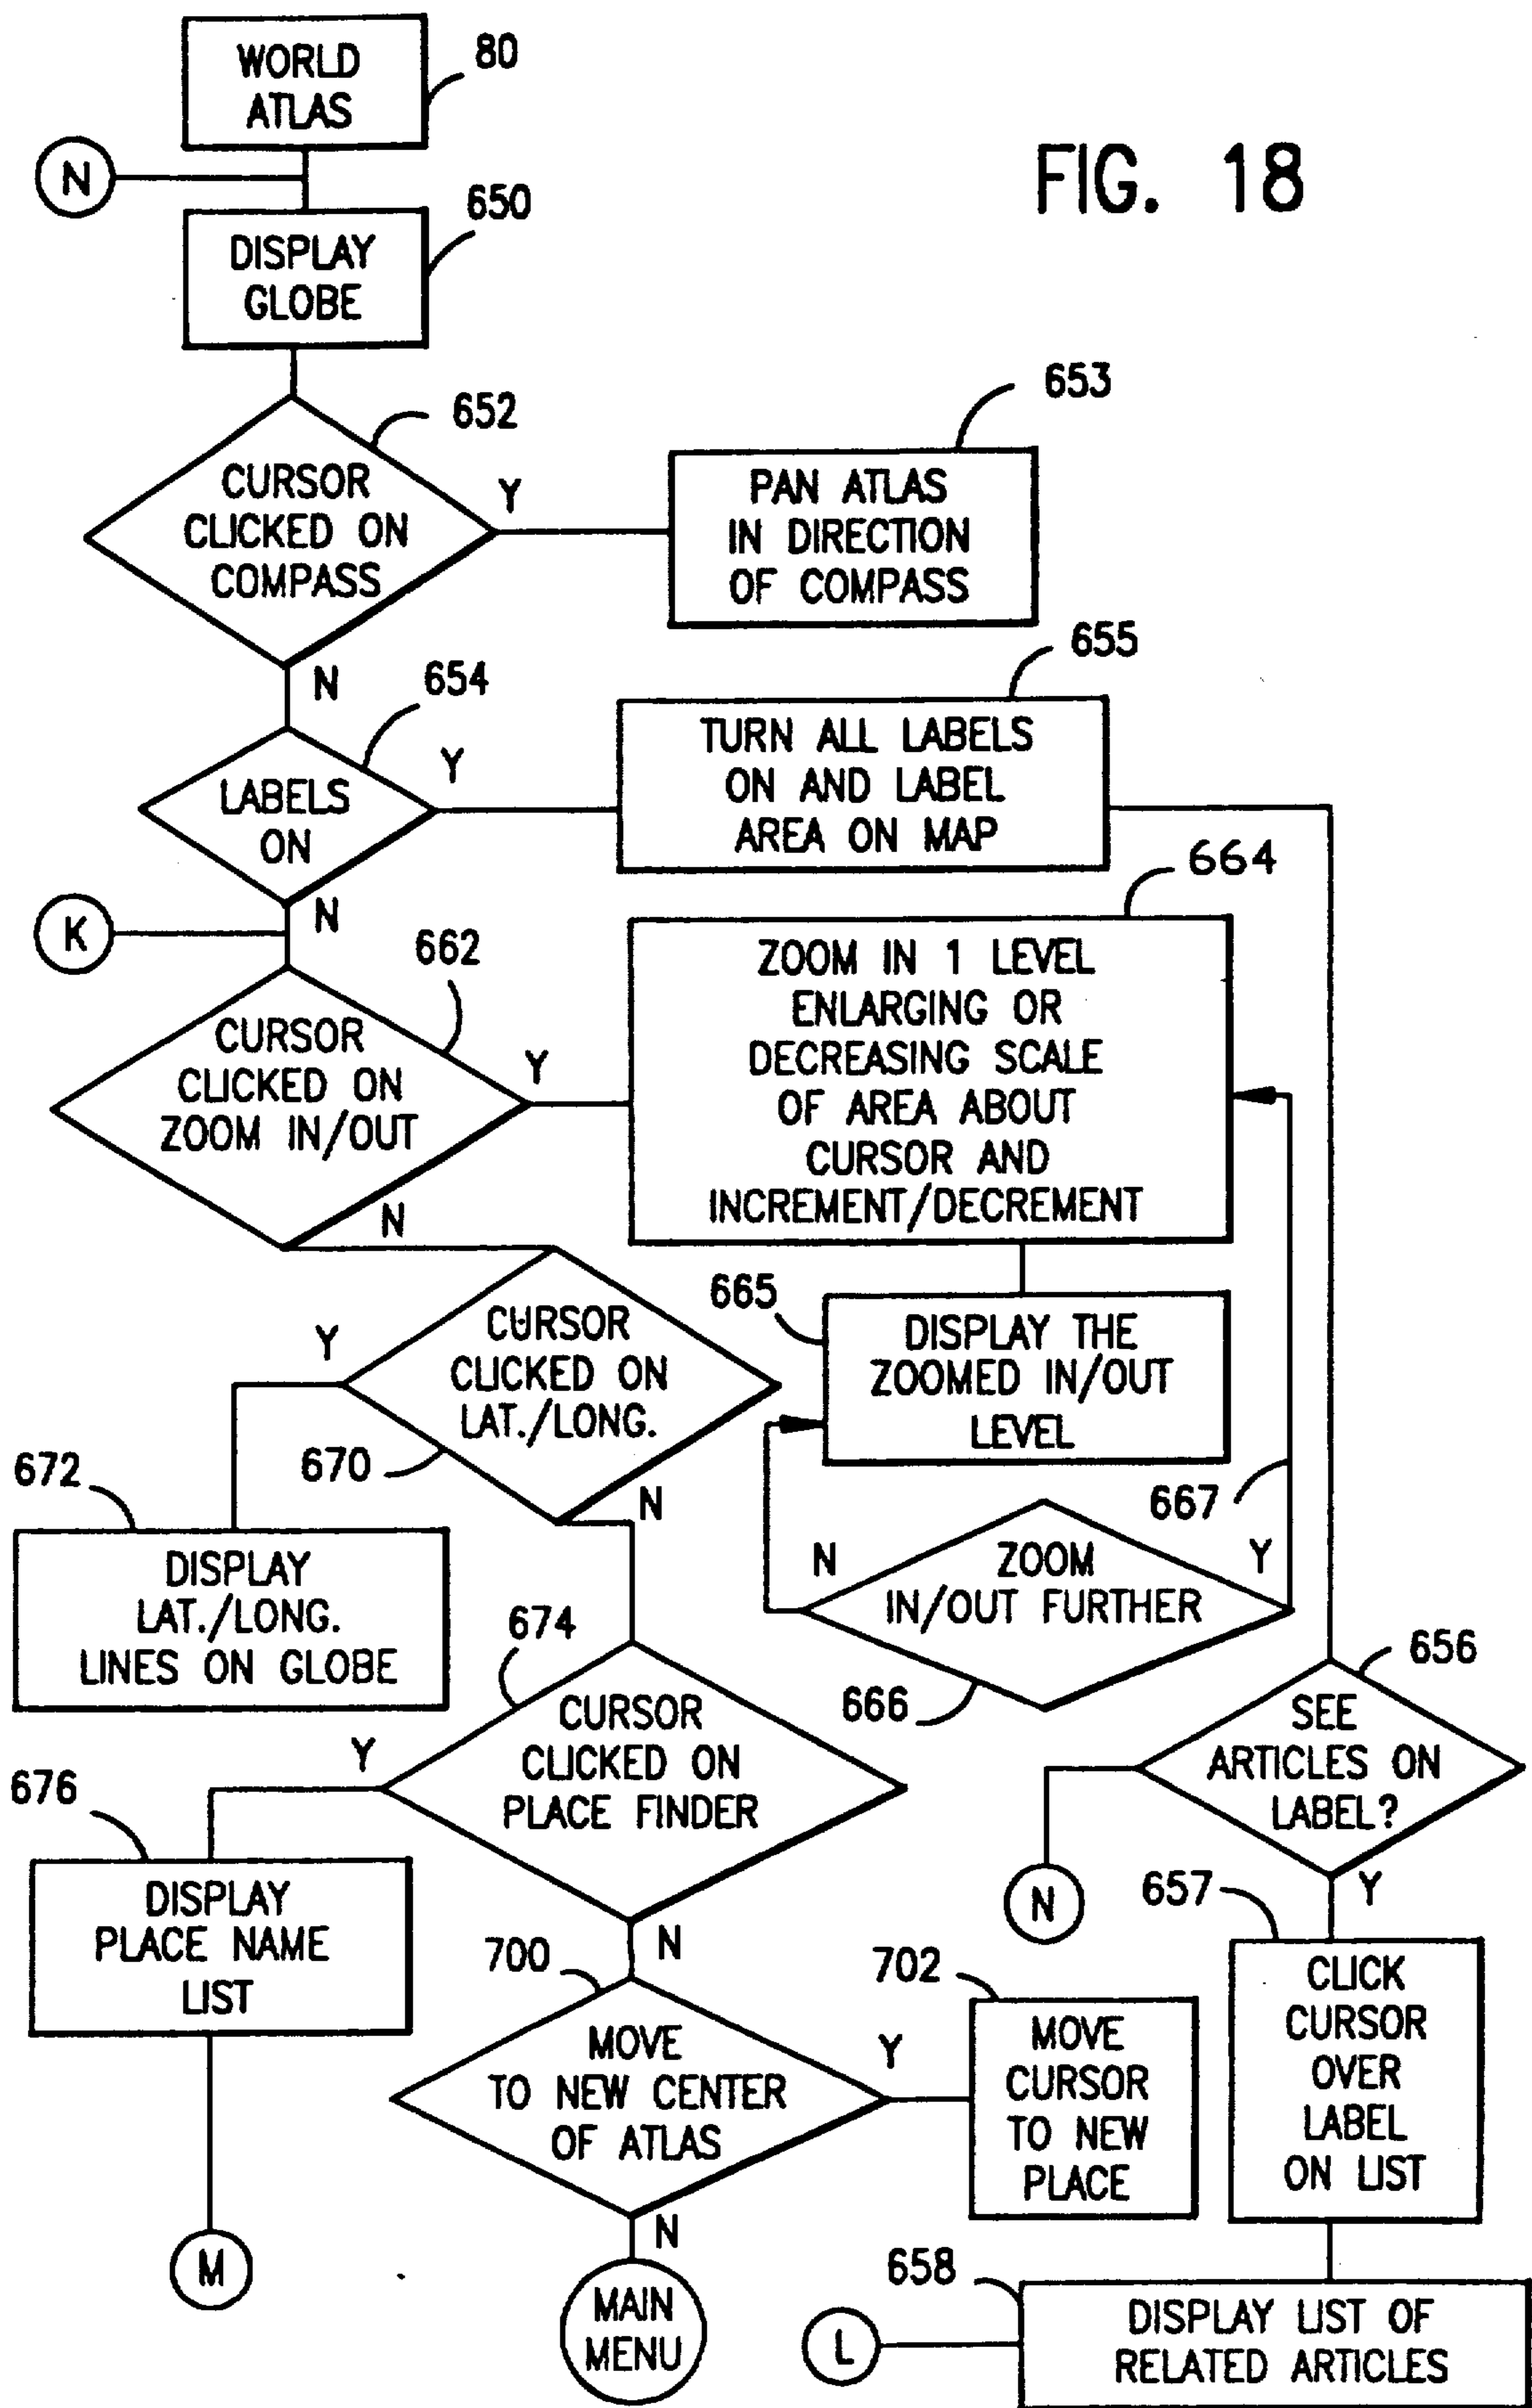 WORLD
ATLAS
80
FIG. 18
N
650
DISPLAY
GLOBE
652
653
CURSOR
CLICKED ON
COMPASS
Y
PAN ATLAS
IN DIRECTION
OF COMPASS
N
654
655
LABELS
ON
Y
TURN ALL LABELS
ON AND LABEL
AREA ON MAP
N
K
662
664
CURSOR
CLICKED ON
ZOOM IN/OUT
Y
ZOOM IN 1 LEVEL
ENLARGING OR
DECREASING SCALE
OF AREA ABOUT
CURSOR AND
INCREMENT/DECREMENT
N
665
DISPLAY THE
ZOOMED IN/OUT
LEVEL
Y
CURSOR
CLICKED ON
LAT./LONG.
670
672
N
667
DISPLAY
LAT./LONG.
LINES ON GLOBE
N
ZOOM
IN/OUT FURTHER
Y
666
674
656
CURSOR
CLICKED ON
PLACE FINDER
Y
SEE
ARTICLES ON
LABEL?
N
Y
676
DISPLAY
PLACE NAME
LIST
M
N
700
702
657
MOVE
TO NEW CENTER
OF ATLAS
Y
MOVE
CURSOR
TO NEW
PLACE
CLICK
CURSOR
OVER
LABEL
ON LIST
N
MAIN
MENU
658
L
DISPLAY LIST OF
RELATED ARTICLES